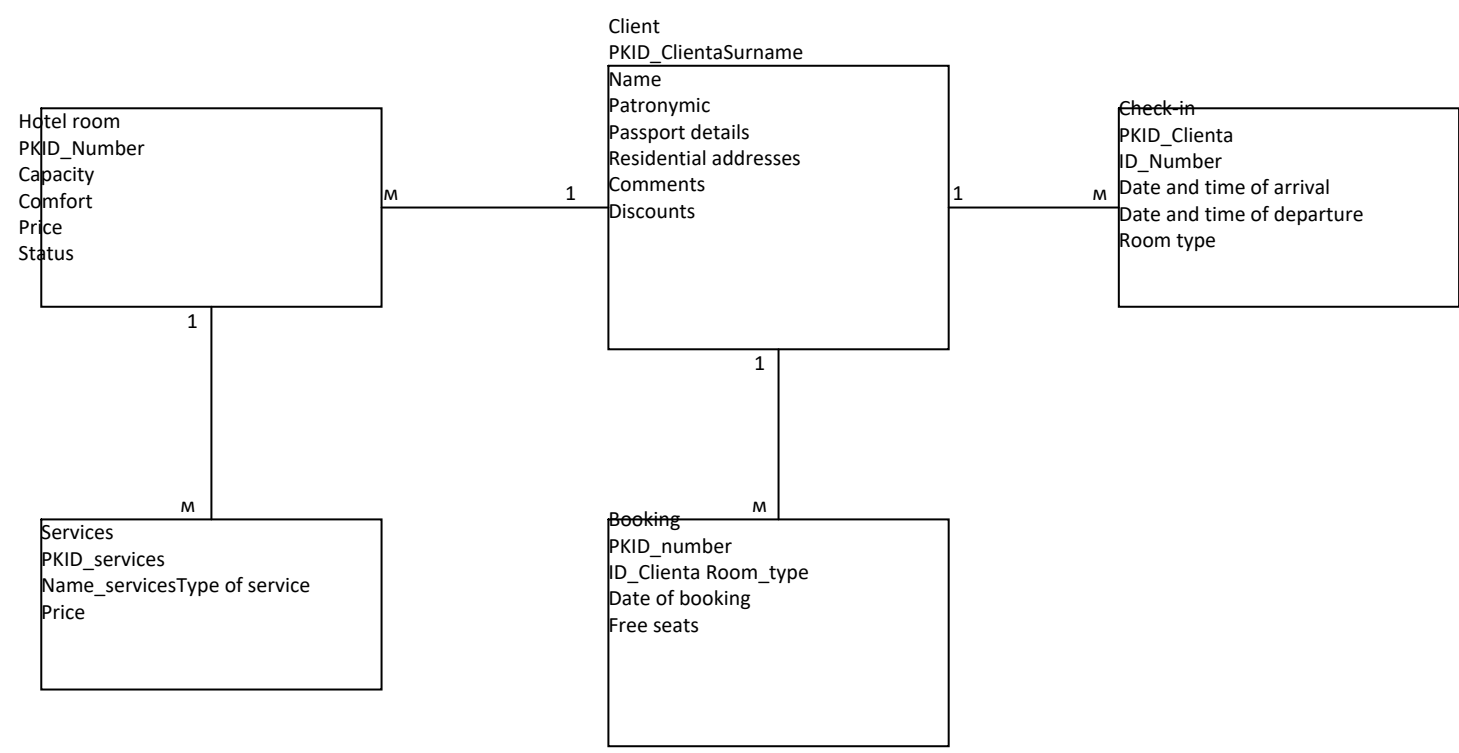 Client
PKID_ClientaSurname
Name
Patronymic
Passport details
Residential addresses
Comments
Discounts
Hotel room
PKID_Number
Capacity
Comfort
Price
Status
м
1
1
м
Check-in
PKID_Clienta
ID_Number
Date and time of arrival
Date and time of departure
Room type
1
м
1
м
Services
PKID_services
Name_servicesType of service
Price
Booking
PKID_number
ID_Clienta Room_type
Date of booking
Free seats